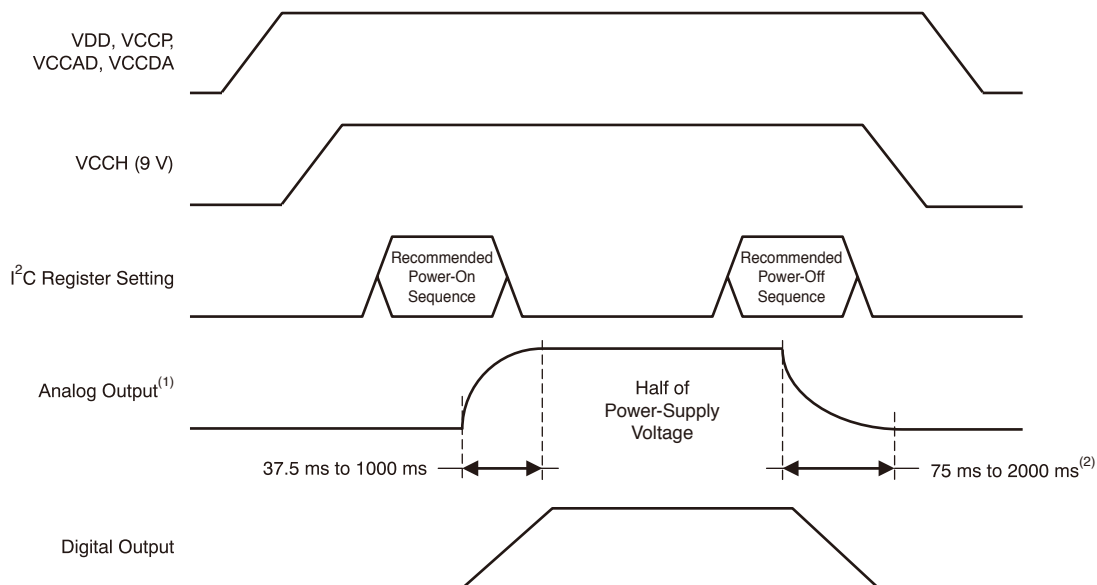 VDD, VCCP,
VCCAD, VCCDA
VCCH (9 V)
I²C Register Setting
Recommended
Power-On
Sequence
Recommended
Power-Off
Sequence
Analog Output(1)
Half of
Power-Supply
Voltage
37.5 ms to 1000 ms
75 ms to 2000 ms(2)
Digital Output